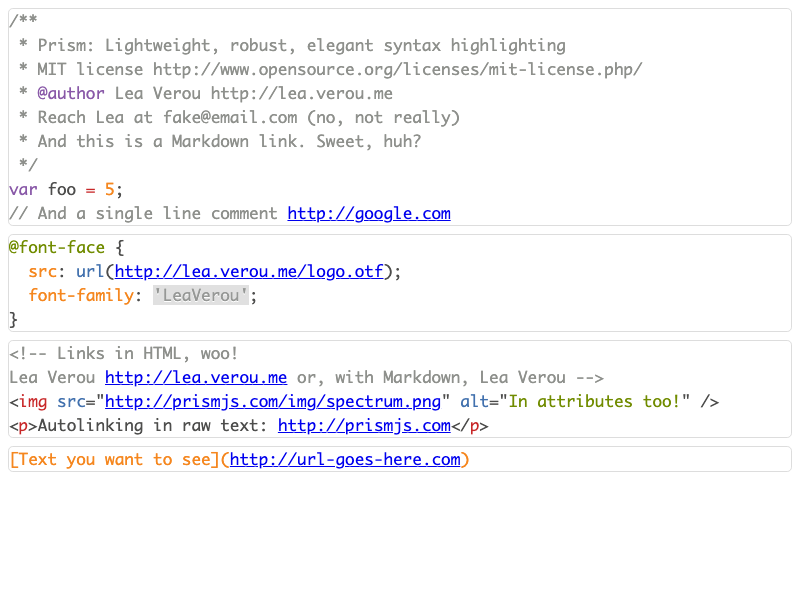 /**
 * Prism: Lightweight, robust, elegant syntax highlighting
 * MIT license http://www.opensource.org/licenses/mit-license.php/
 * @author Lea Verou http://lea.verou.me
 * Reach Lea at fake@email.com (no, not really)
 * And this is a Markdown link. Sweet, huh?
 */
var foo = 5;
// And a single line comment http://google.com
@font-face {
  src: url(http://lea.verou.me/logo.otf);
  font-family: 'LeaVerou';
}
<!-- Links in HTML, woo!
Lea Verou http://lea.verou.me or, with Markdown, Lea Verou -->
<img src="http://prismjs.com/img/spectrum.png" alt="In attributes too!" />
<p>Autolinking in raw text: http://prismjs.com</p>
[Text you want to see](http://url-goes-here.com)